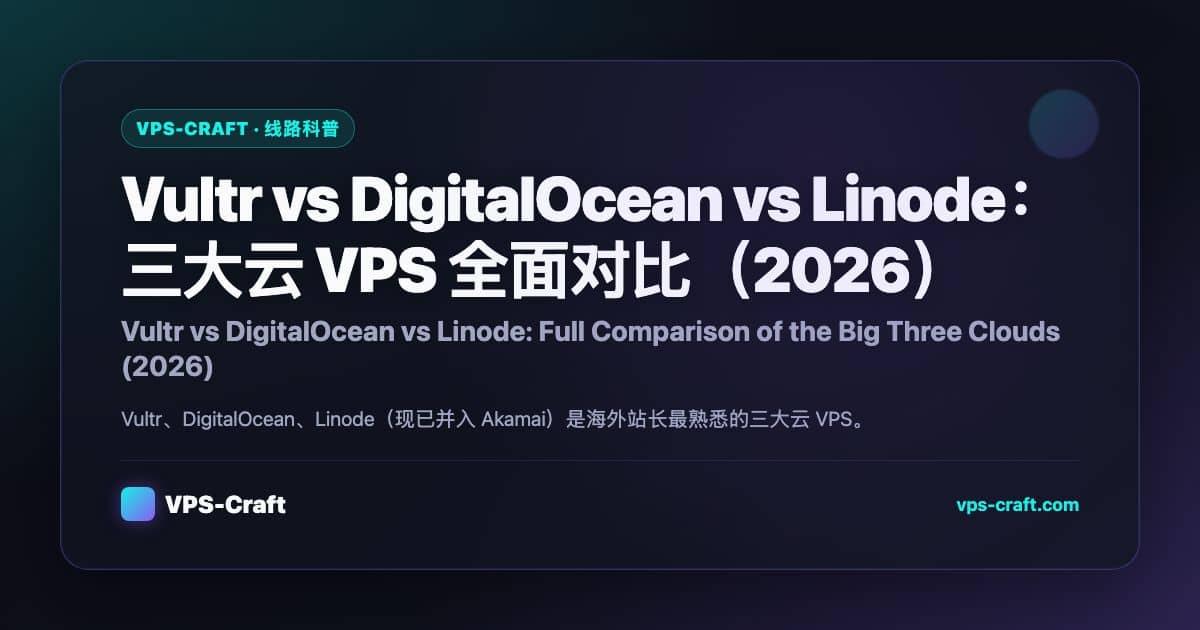 VPS-CRAFT · 线路科普
Vultr vs DigitalOcean vs Linode：
三大云 VPS 全面对比（2026）
Vultr vs DigitalOcean vs Linode: Full Comparison of the Big Three Clouds
(2026)
Vultr、DigitalOcean、Linode（现已并入 Akamai）是海外站长最熟悉的三大云 VPS。
VPS-Craft
vps-craft.com